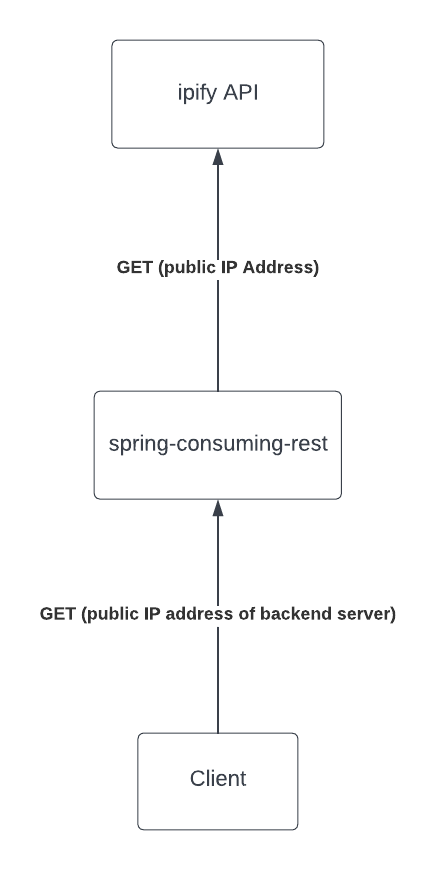 ipify API
GET (public IP Address)
spring-consuming-rest
GET (public IP address of backend server)
Client